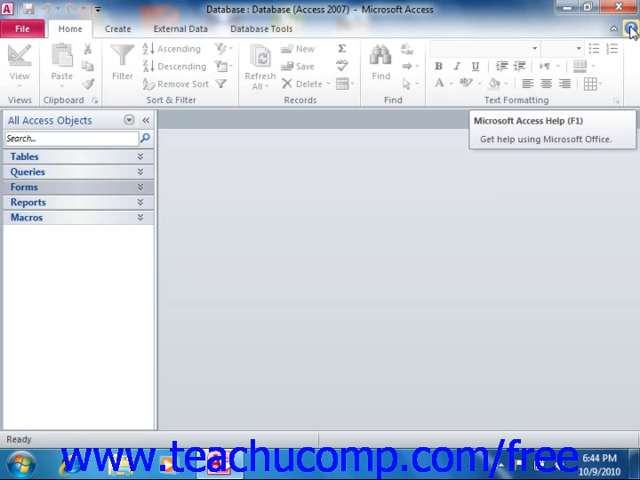 Database : Database (Access 2007) - Microsoft Access
File Home Create External Data Database Tools
View Paste Filter Ascending Descending Remove Sort Refresh All New Save Delete Σ Find B I U A
Views Clipboard Sort & Filter Records Find Text Formatting
Microsoft Access Help (F1)
Get help using Microsoft Office.
All Access Objects
Search...
Tables
Queries
Forms
Reports
Macros
Ready
www.teachucomp.com/free
6:44 PM
10/9/2010